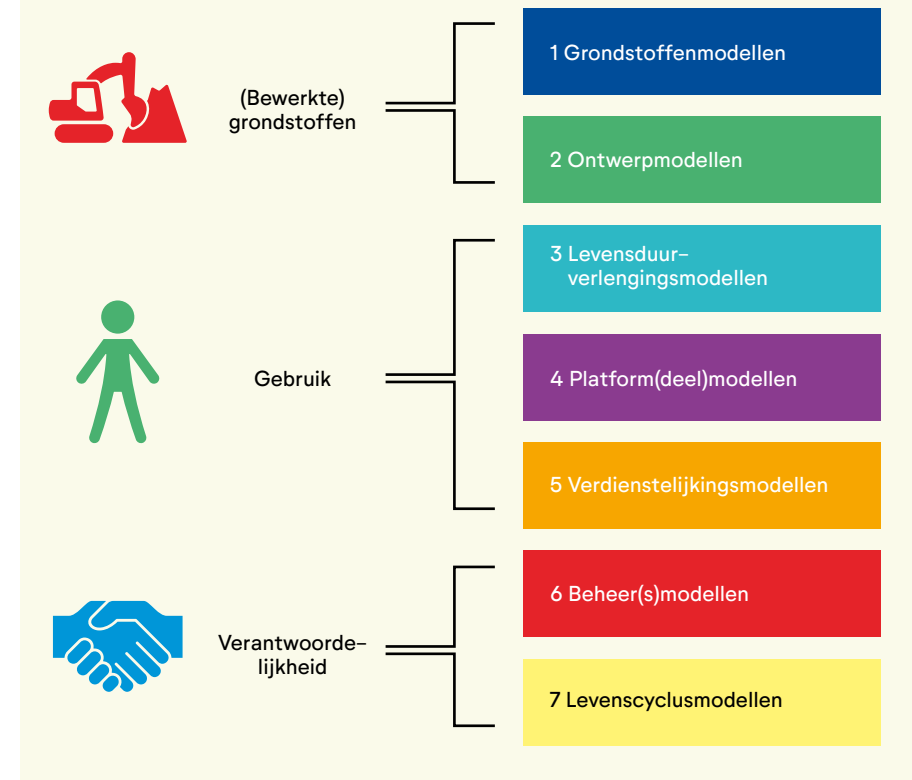 (Bewerkte)
grondstoffen
1 Grondstoffenmodellen
2 Ontwerpmodellen
Gebruik
3 Levensduur-
verlengingsmodellen
4 Platform(deel)modellen
5 Verdienstelijkingsmodellen
Verantwoorde-
lijkheid
6 Beheer(s)modellen
7 Levenscyclusmodellen